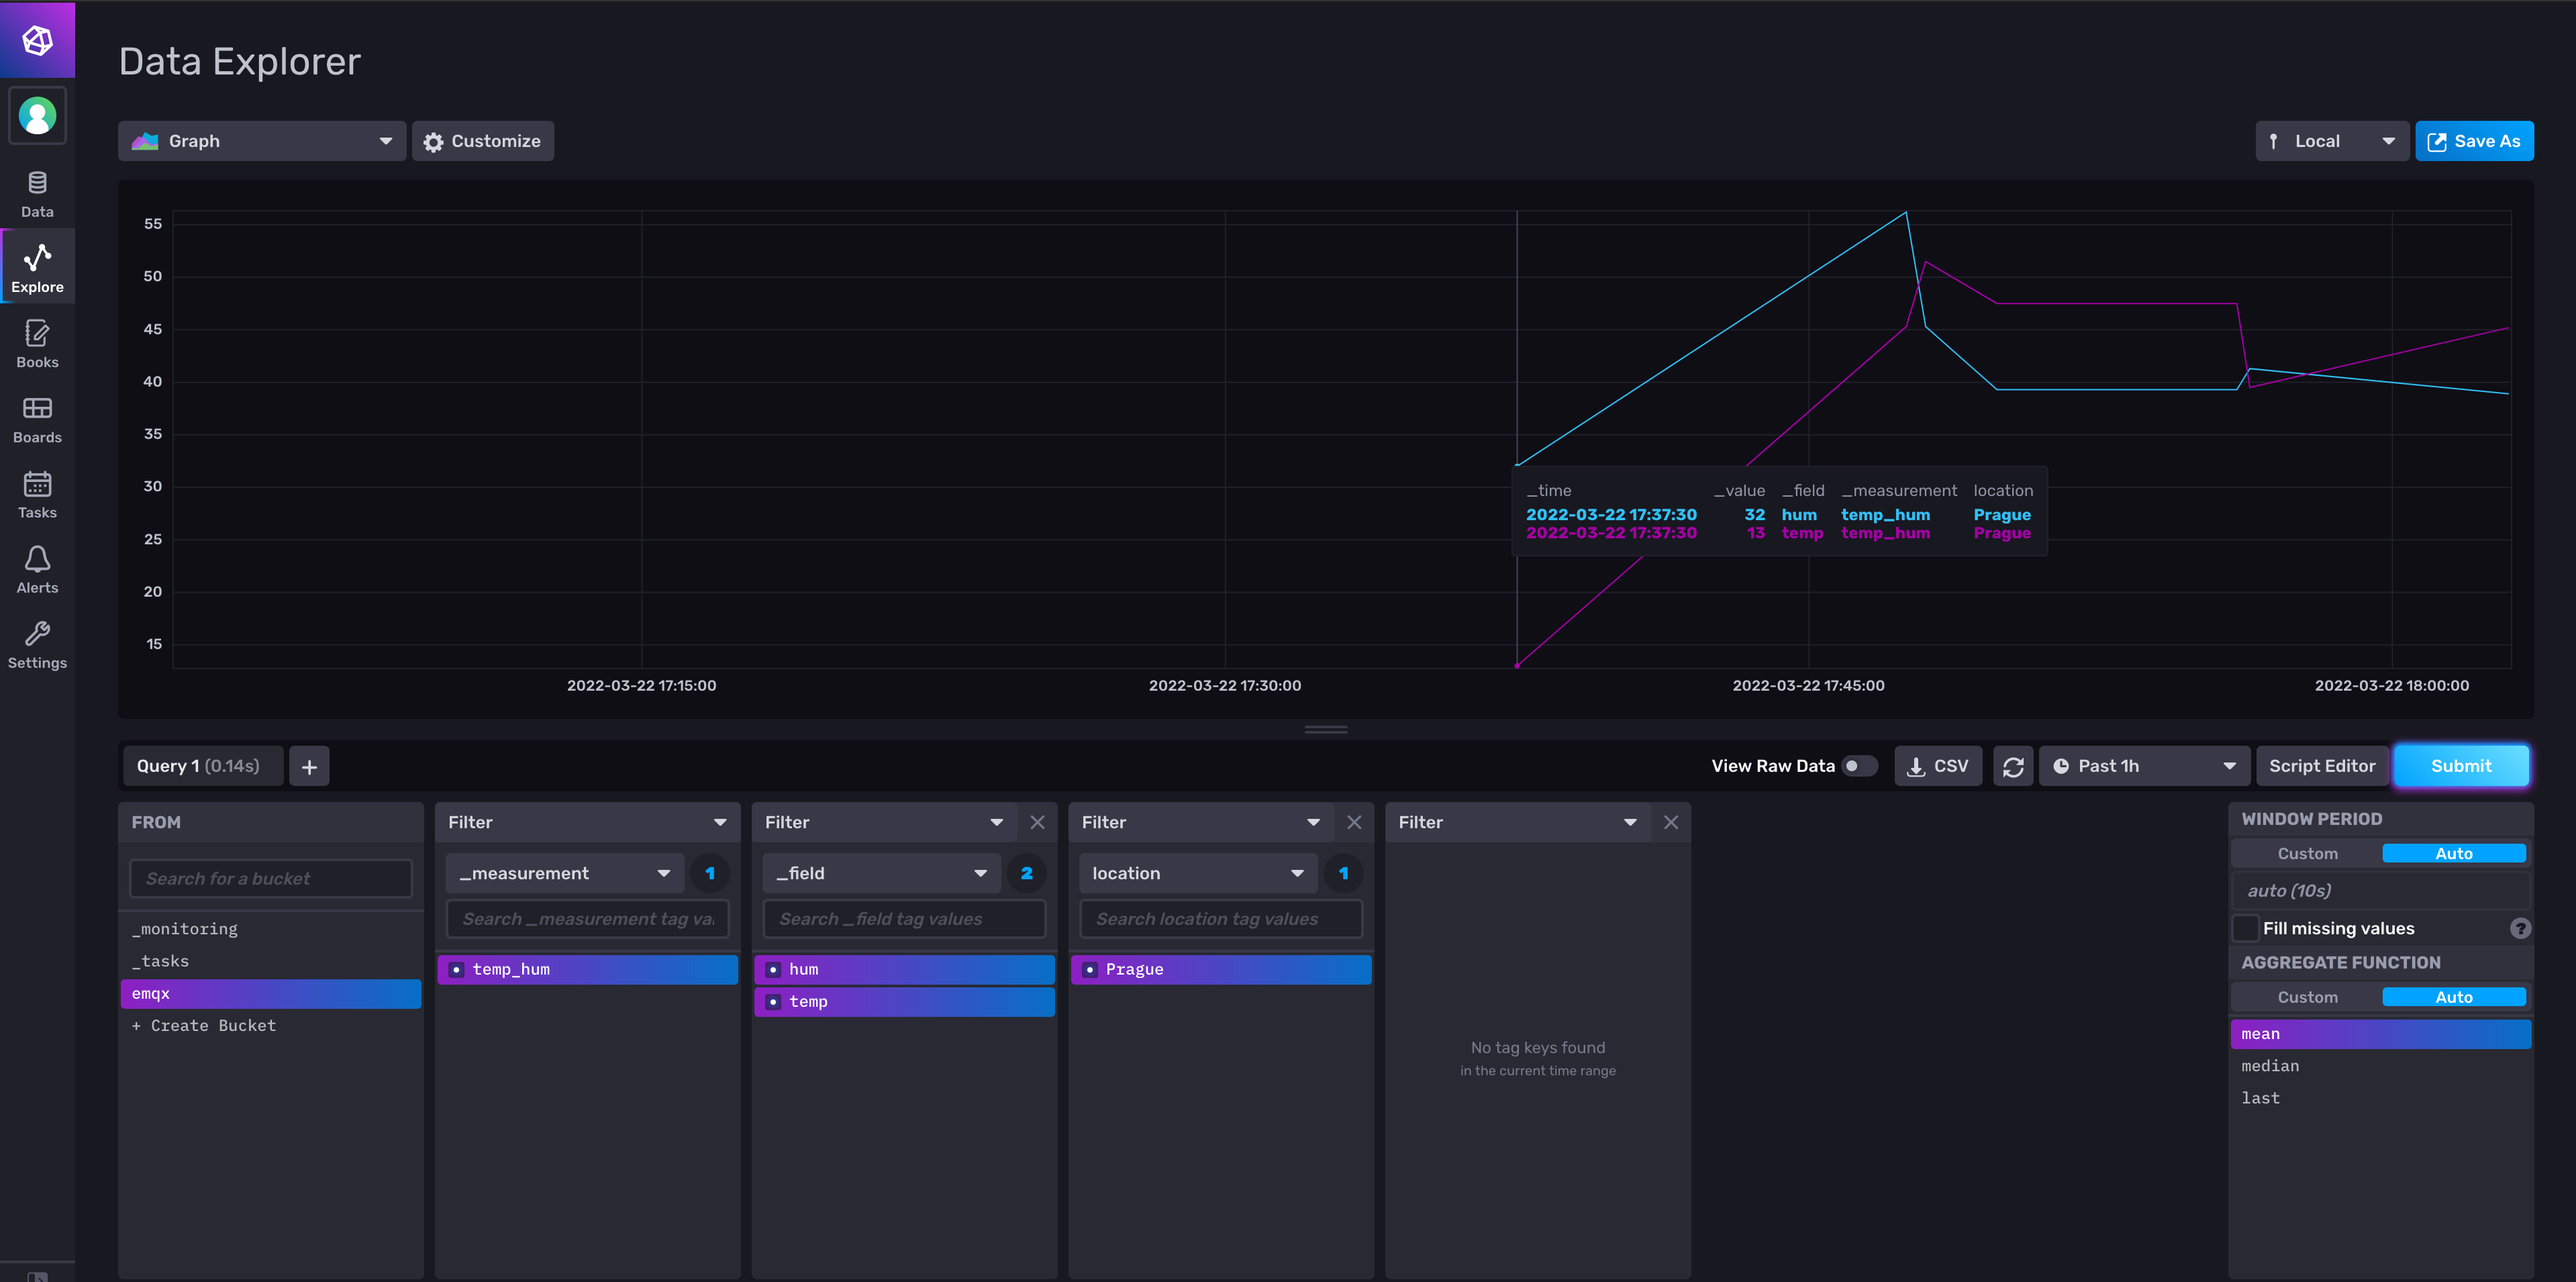 Data Explorer
Graph
Customize
Local
Save As
Data
Explore
Books
Boards
Tasks
Alerts
Settings
55
50
45
40
35
30
25
20
15
_time _value _field _measurement location
2022-03-22 17:37:30 32 hum temp_hum Prague
2022-03-22 17:37:30 13 temp temp_hum Prague
2022-03-22 17:15:00 2022-03-22 17:30:00 2022-03-22 17:45:00 2022-03-22 18:00:00
Query 1 (0.14s) +
View Raw Data CSV Past 1h Script Editor Submit
FROM
Search for a bucket
_monitoring
_tasks
emqx
+ Create Bucket
Filter
_measurement 1
Search _measurement tag va
temp_hum
Filter
_field 2
Search _field tag values
hum
temp
Filter
location 1
Search location tag values
Prague
Filter
No tag keys found
in the current time range
WINDOW PERIOD
Custom Auto
auto (10s)
Fill missing values ?
AGGREGATE FUNCTION
Custom Auto
mean
median
last